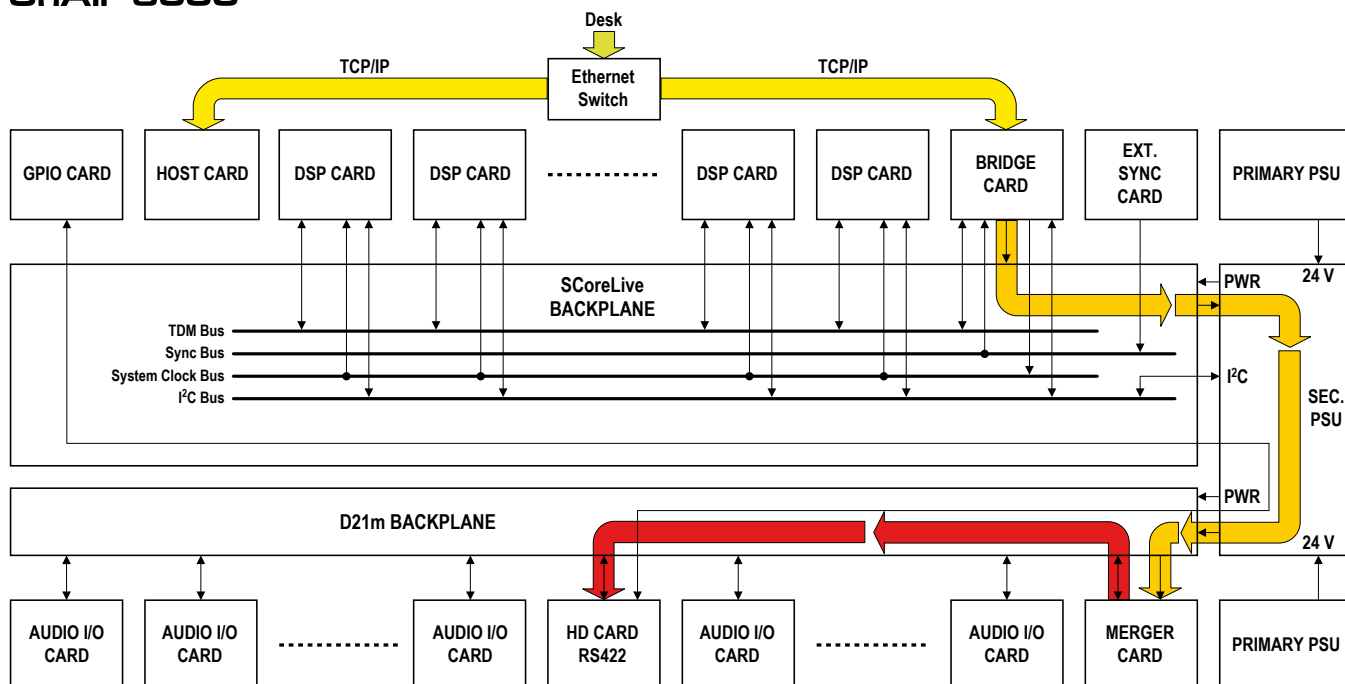 Desk
TCP/IP
Ethernet
Switch
TCP/IP
GPIO CARD
HOST CARD
DSP CARD
DSP CARD
DSP CARD
DSP CARD
BRIDGE
CARD
EXT.
SYNC
CARD
PRIMARY PSU
SCoreLive
BACKPLANE
24 V
PWR
TDM Bus
Sync Bus
System Clock Bus
I²C Bus
I²C
SEC.
PSU
D21m BACKPLANE
PWR
24 V
AUDIO I/O
CARD
AUDIO I/O
CARD
AUDIO I/O
CARD
HD CARD
RS422
AUDIO I/O
CARD
AUDIO I/O
CARD
MERGER
CARD
PRIMARY PSU